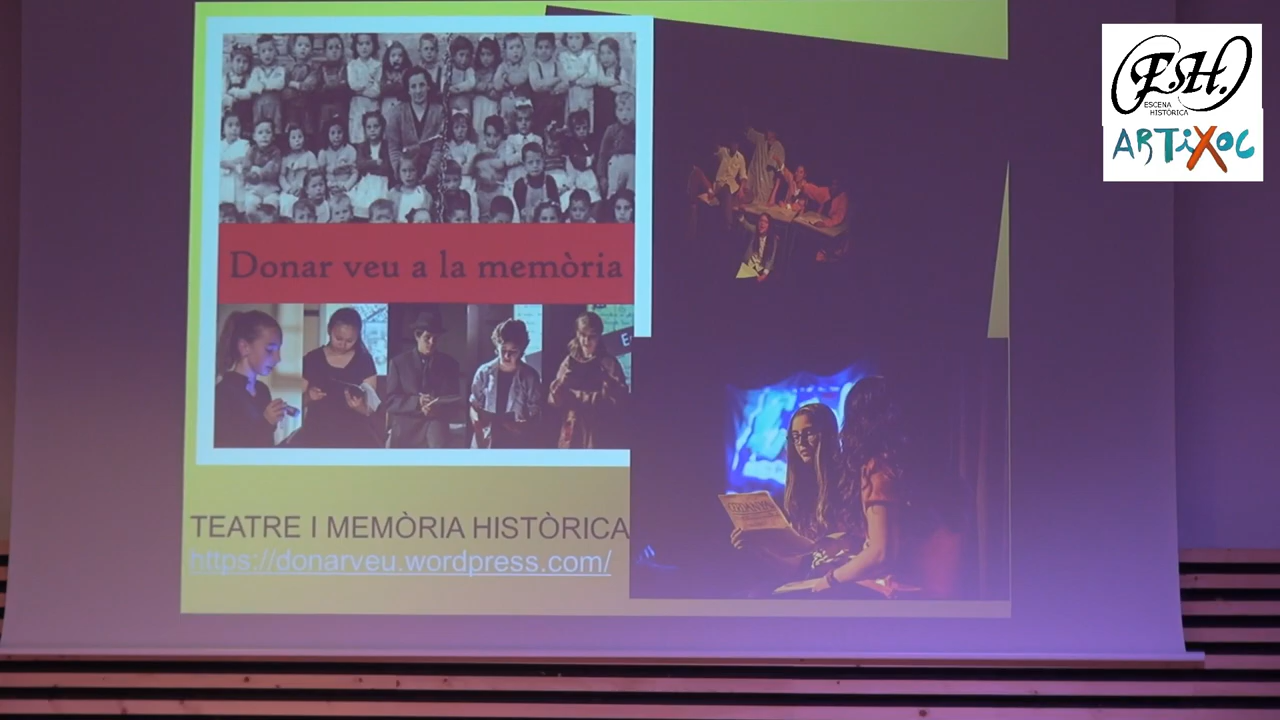 Donar veu a la memòria
TEATRE I MEMÒRIA HISTÒRICA
https://donarveu.wordpress.com/
E.S.H.
ESCENA
HISTÒRICA
ARTiXOC